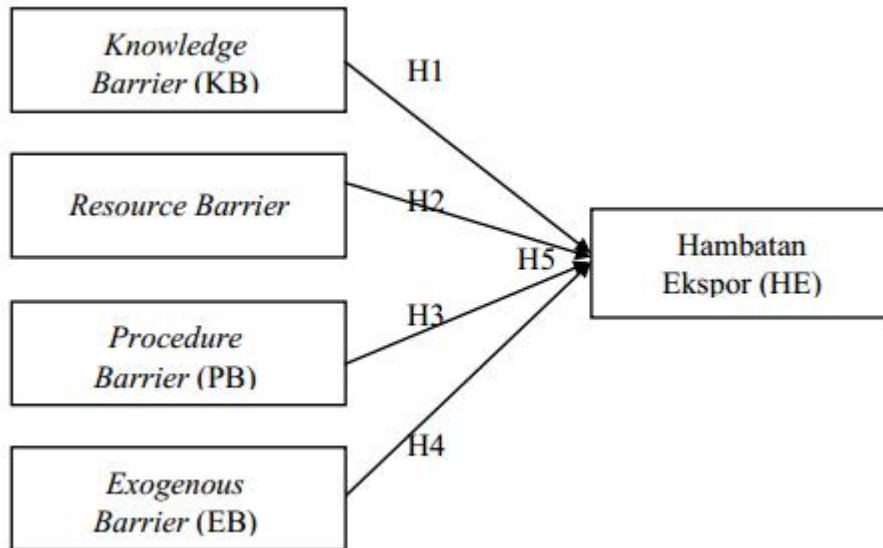 Knowledge
Barrier (KB)
H1
Resource Barrier
H2
Hambatan
Ekspor (HE)
H5
H3
Procedure
Barrier (PB)
H4
Exogenous
Barrier (EB)